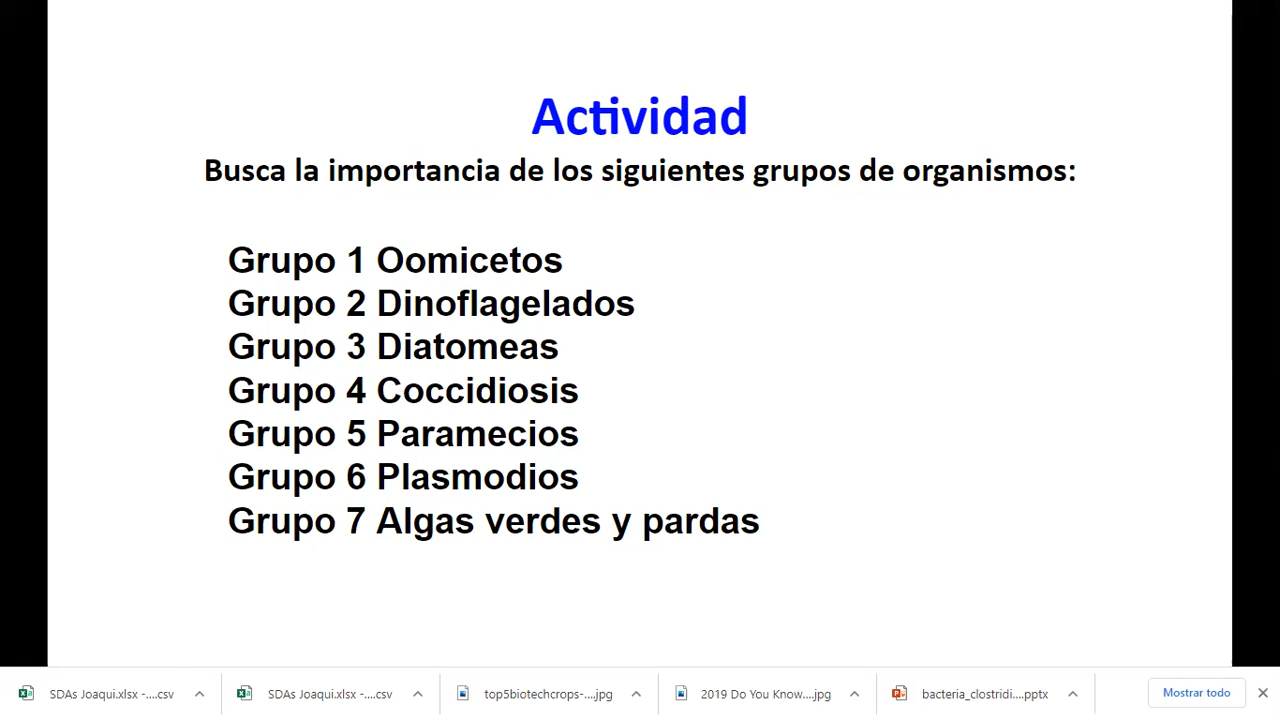 Actividad
Busca la importancia de los siguientes grupos de organismos:
Grupo 1 Oomicetos
Grupo 2 Dinoflagelados
Grupo 3 Diatomeas
Grupo 4 Coccidiosis
Grupo 5 Paramecios
Grupo 6 Plasmodios
Grupo 7 Algas verdes y pardas
SDAs Joaqui.xlsx -....csv
SDAs Joaqui.xlsx -....csv
top5biotechcrops-....jpg
2019 Do You Know....jpg
bacteria_clostridi....pptx
Mostrar todo